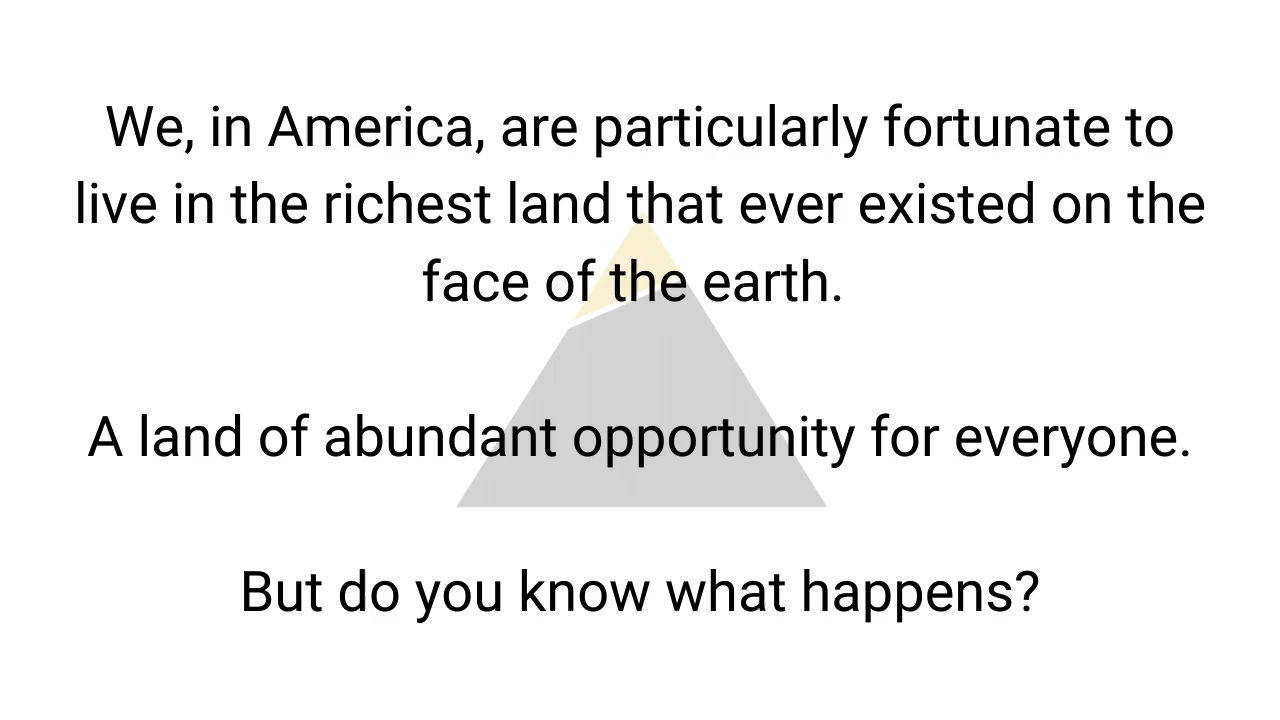 We, in America, are particularly fortunate to
live in the richest land that ever existed on the
face of the earth.
A land of abundant opportunity for everyone.
But do you know what happens?